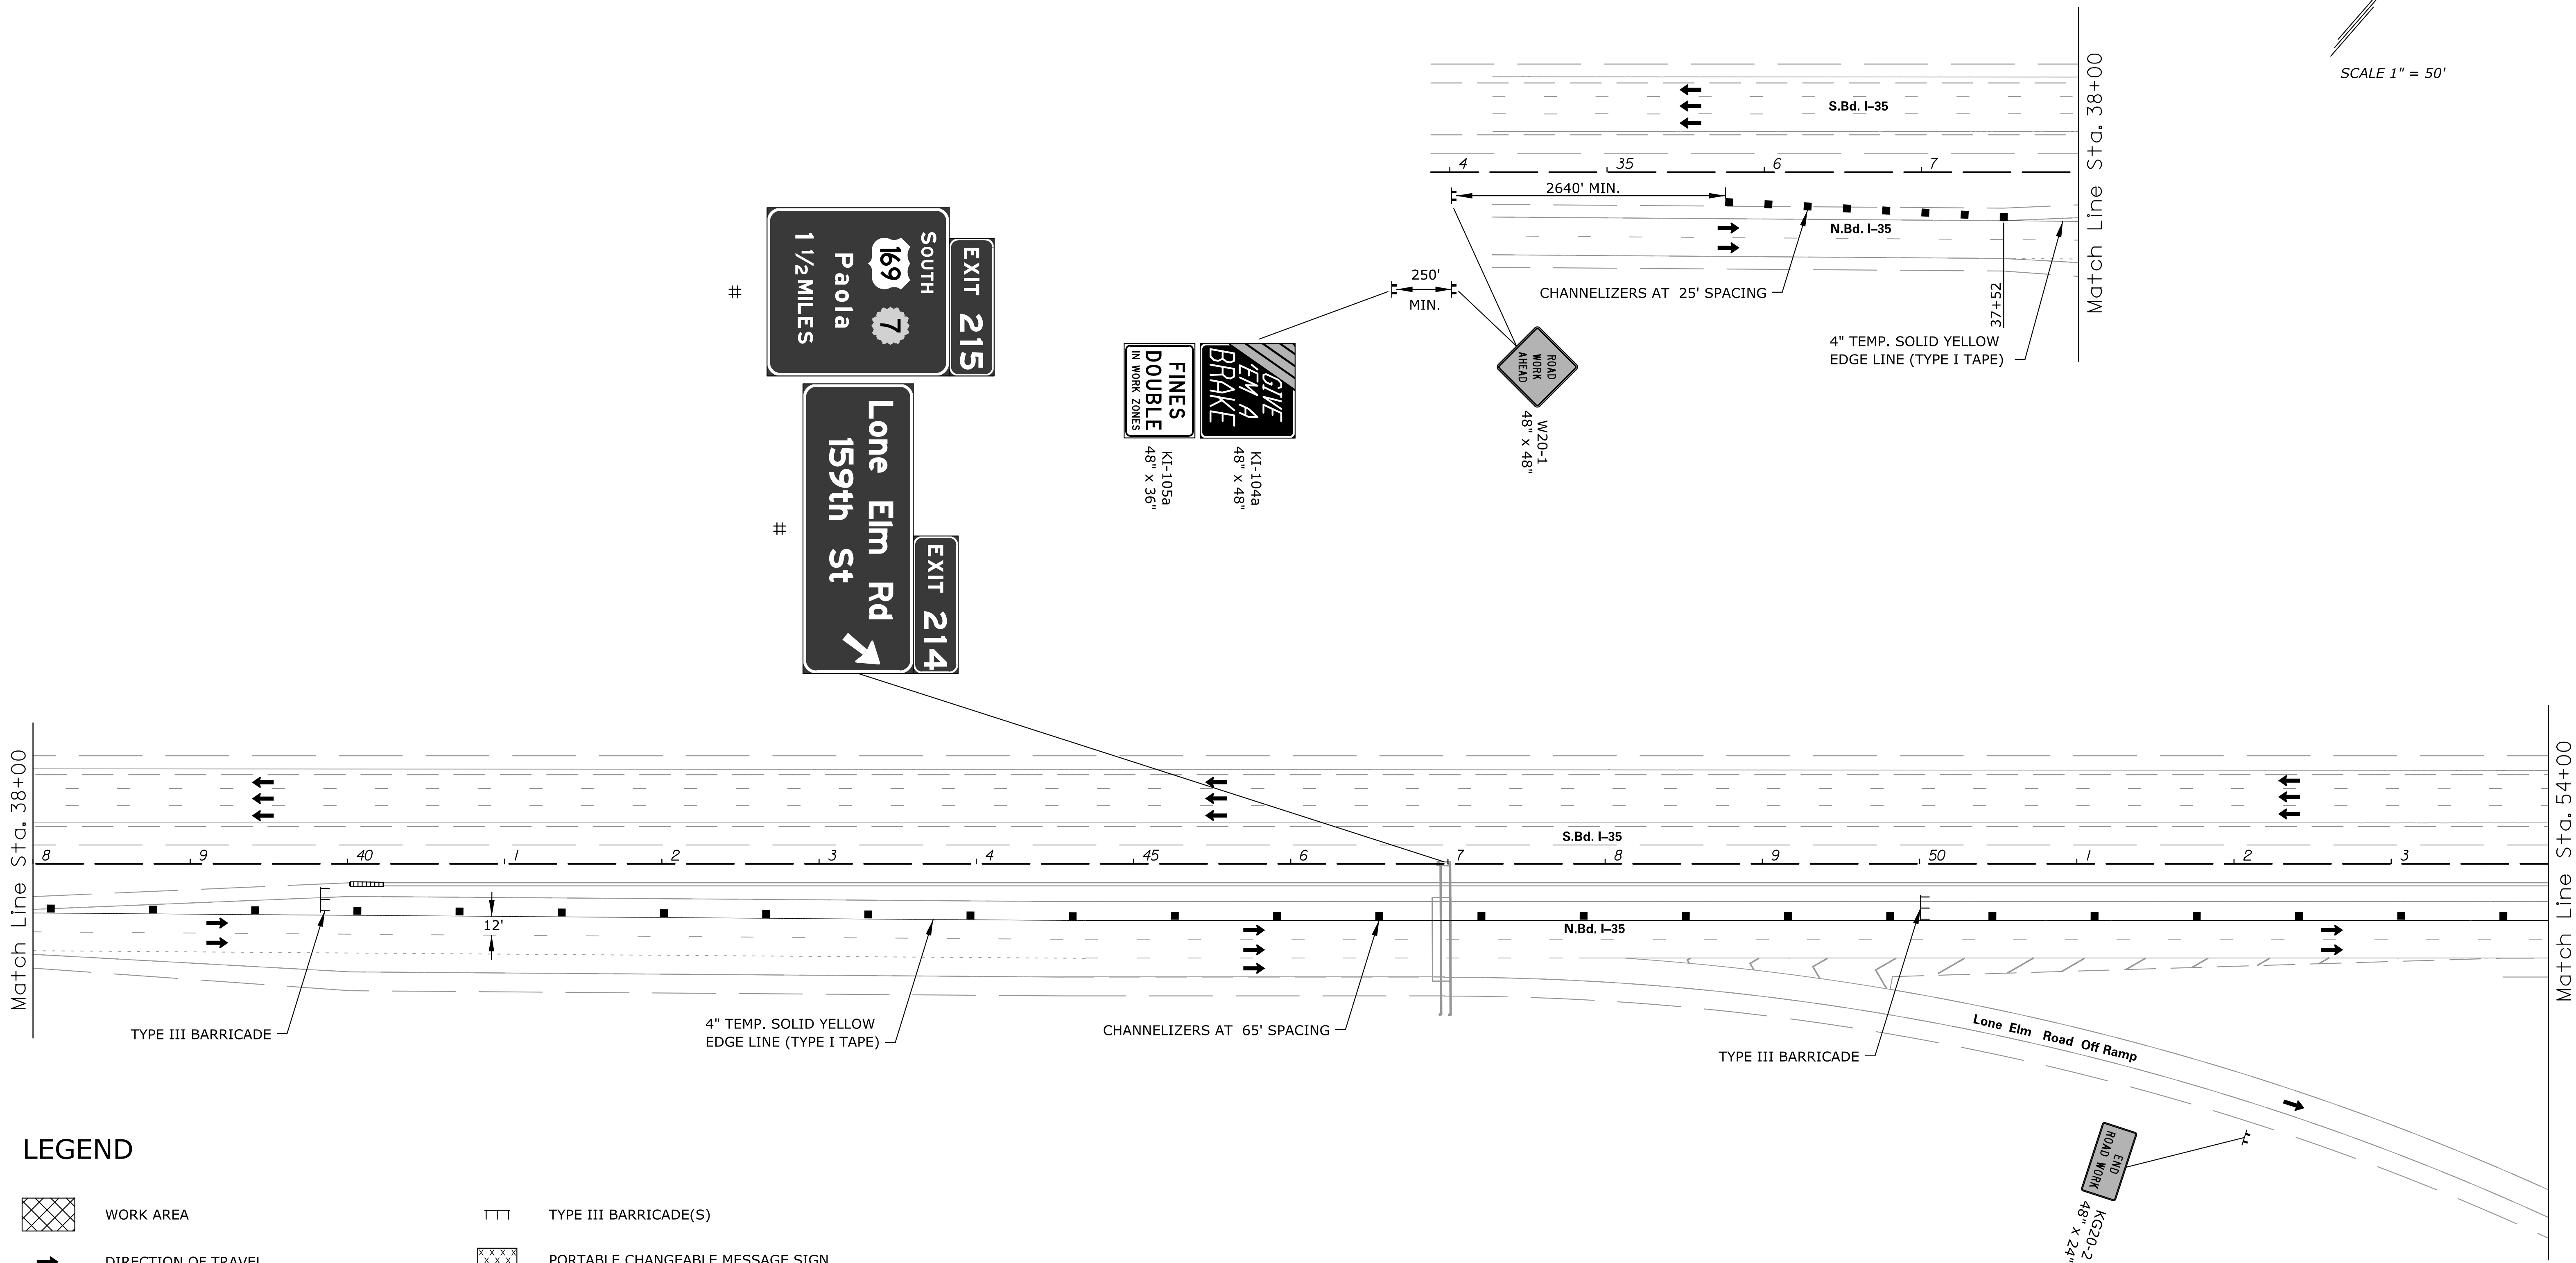 SCALE 1" = 50'
Match Line Sta. 38+00
S.Bd. I-35
4 35 6 7
2640' MIN.
N.Bd. I-35
CHANNELIZERS AT 25' SPACING
37+52
4" TEMP. SOLID YELLOW
EDGE LINE (TYPE I TAPE)
250'
MIN.
ROAD
WORK
AHEAD
W20-1
48" x 48"
GIVE
'EM A
BRAKE
KI-104a
48" x 48"
FINES
DOUBLE
IN WORK ZONES
KI-105a
48" x 36"
EXIT 215
SOUTH
169 7
Paola
1 1/2 MILES
#
EXIT 214
Lone Elm Rd
159th St
#
Match Line Sta. 38+00
S.Bd. I-35
8 9 40 1 2 3 4 45 6 7 8 9 50 1 2 3
12'
N.Bd. I-35
Match Line Sta. 54+00
TYPE III BARRICADE
4" TEMP. SOLID YELLOW
EDGE LINE (TYPE I TAPE)
CHANNELIZERS AT 65' SPACING
TYPE III BARRICADE
Lone Elm Road Off Ramp
END
ROAD WORK
KG20-2
48" x 24"
LEGEND
WORK AREA
TYPE III BARRICADE(S)
DIRECTION OF TRAVEL
PORTABLE CHANGEABLE MESSAGE SIGN